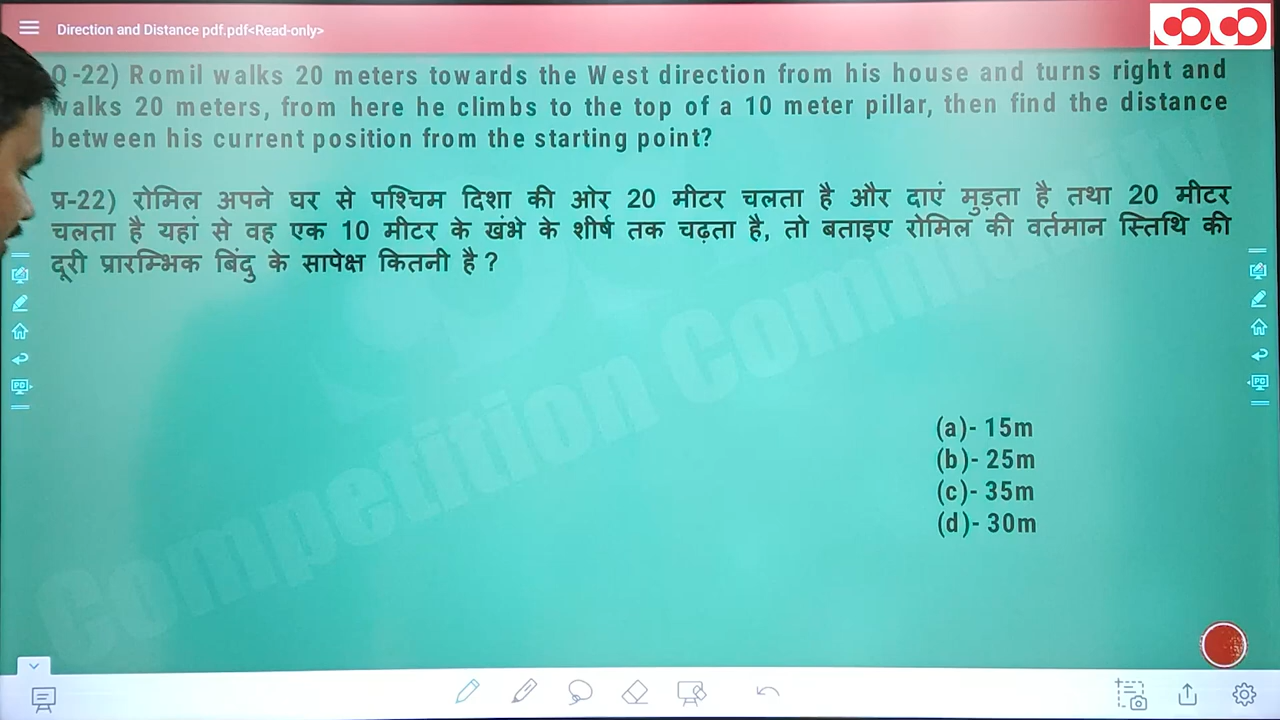 Direction and Distance pdf.pdf<Read-only>
Q-22) Romil walks 20 meters towards the West direction from his house and turns right and
walks 20 meters, from here he climbs to the top of a 10 meter pillar, then find the distance
between his current position from the starting point?
प्र-22) रोमिल अपने घर से पश्चिम दिशा की ओर 20 मीटर चलता है और दाएं मुड़ता है तथा 20 मीटर
चलता है यहां से वह एक 10 मीटर के खंभे के शीर्ष तक चढ़ता है, तो बताइए रोमिल की वर्तमान स्तिथि की
दूरी प्रारम्भिक बिंदु के सापेक्ष कितनी है ?
Competition Community
(a)- 15m
(b)- 25m
(c)- 35m
(d)- 30m
PD
PD